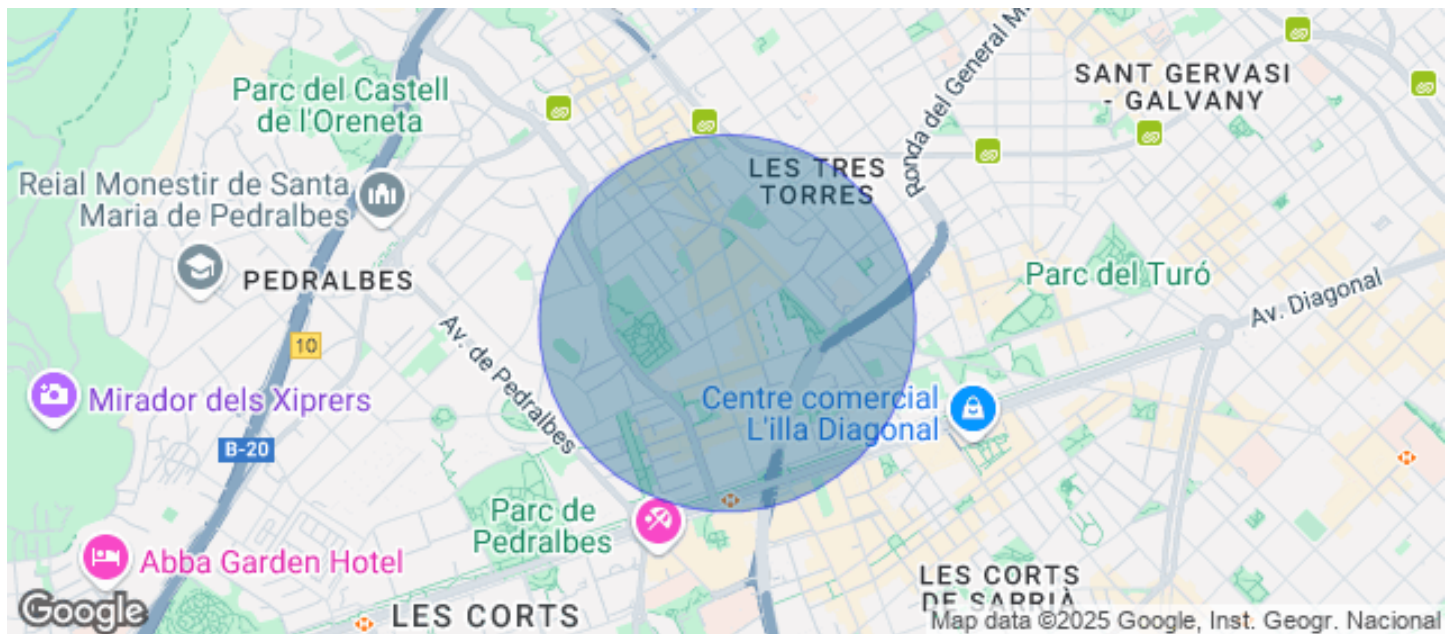 Parc del Castell
de l'Oreneta
SANT GERVASI
- GALVANY
Ronda del General Mi
LES TRES
TORRES
Reial Monestir de Santa
Maria de Pedralbes
PEDRALBES
Parc del Turó
Av. Diagonal
10
Av. de Pedralbes
Mirador dels Xiprers
Centre comercial
L'illa Diagonal
B-20
Parc de
Pedralbes
Abba Garden Hotel
LES CORTS
DE SARRIÀ
LES CORTS
Google
Map data ©2025 Google, Inst. Geogr. Nacional